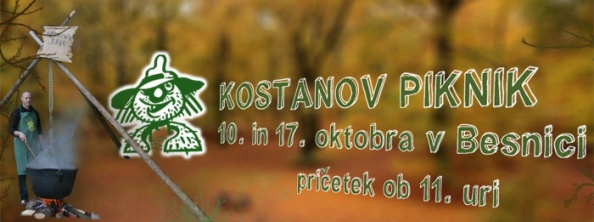 KOSTANOV PIKNIK
10. in 17. oktobra v Besnici
pričetek ob 11. uri